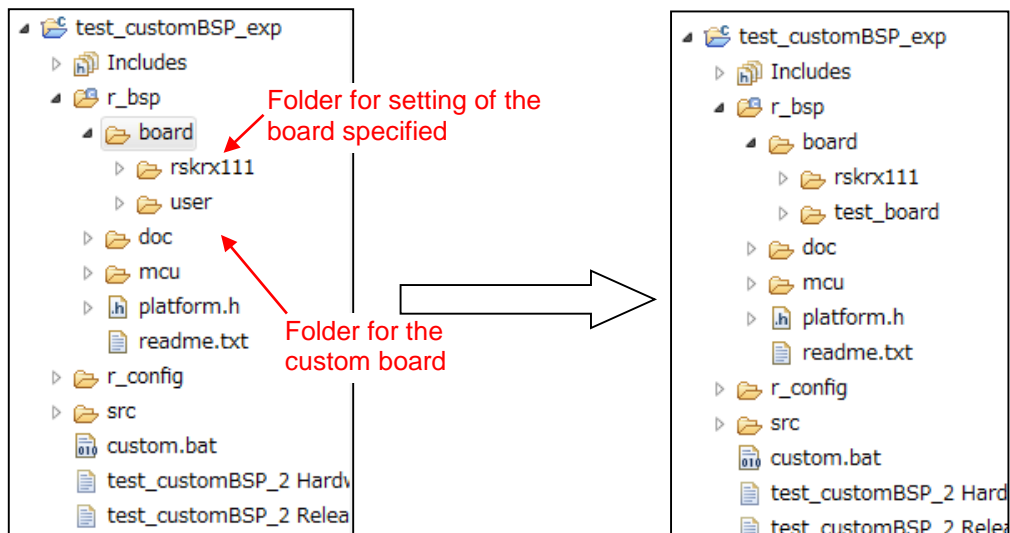 test_customBSP_exp
Includes
r_bsp
board
rskrx111
user
doc
mcu
platform.h
readme.txt
r_config
src
custom.bat
test_customBSP_2 Hardw
test_customBSP_2 Relea
Folder for setting of the
board specified
Folder for the
custom board
test_customBSP_exp
Includes
r_bsp
board
rskrx111
test_board
doc
mcu
platform.h
readme.txt
r_config
src
custom.bat
test_customBSP_2 Hard
test_customBSP_2 Relea